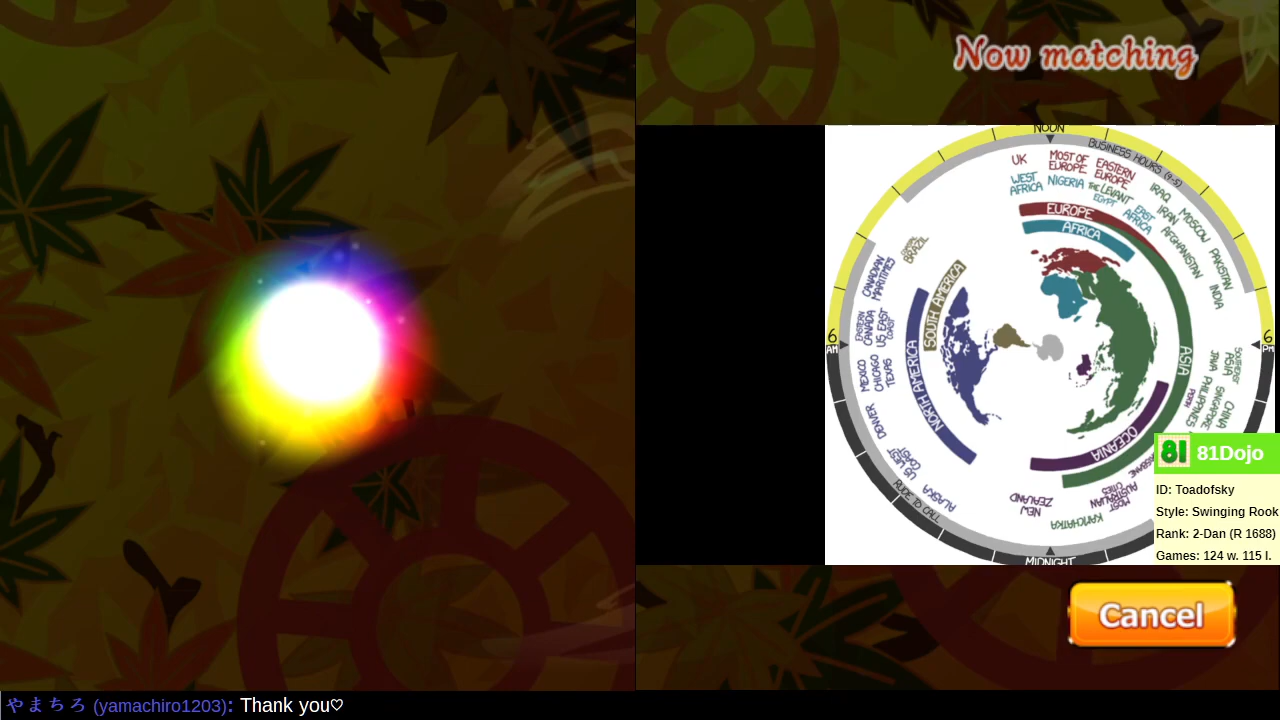 Now matching
NOON
BUSINESS HOURS (9-5)
UK
MOST OF EUROPE
EASTERN EUROPE
WEST AFRICA
NIGERIA
THE LEVANT
EGYPT
EAST AFRICA
IRAQ
IRAN
MOSCOW
AFGHANISTAN
PAKISTAN
INDIA
EUROPE
AFRICA
BRAZIL
CANADIAN MARITIMES
SOUTH AMERICA
EASTERN CANADA
US EAST COAST
NORTH AMERICA
ASIA
6 AM
6 PM
MEXICO
CHICAGO
TEXAS
SOUTHEAST ASIA
JAVA
CHINA
SINGAPORE
PHILIPPINES
PERTH
DENVER
US WEST COAST
OCEANIA
ALASKA
RUDE TO CALL
NEW ZEALAND
KAMCHATKA
MOST AUSTRALIAN CITIES
MIDNIGHT
81 81Dojo
ID: Toadofsky
Style: Swinging Rook
Rank: 2-Dan (R 1688)
Games: 124 w. 115 l.
Cancel
やまちろ (yamachiro1203): Thank you♡